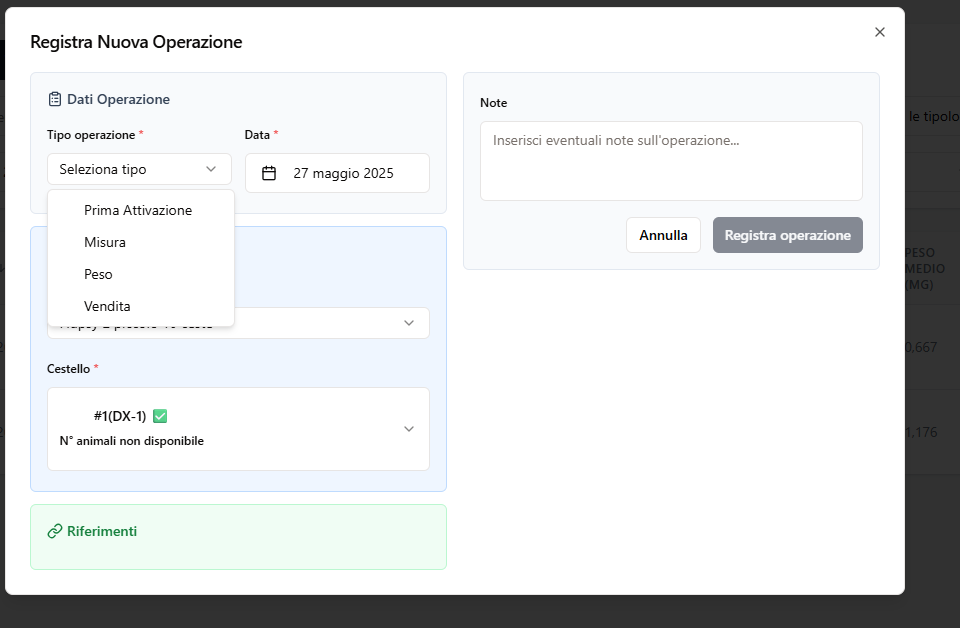 Registra Nuova Operazione
Dati Operazione
Tipo operazione *
Data *
Seleziona tipo
27 maggio 2025
Prima Attivazione
Misura
Peso
Vendita
Cestello *
#1(DX-1) ✅
N° animali non disponibile
Riferimenti
Note
Inserisci eventuali note sull'operazione...
Annulla
Registra operazione
le tipolo
PESO
MEDIO
(MG)
0,667
1,176